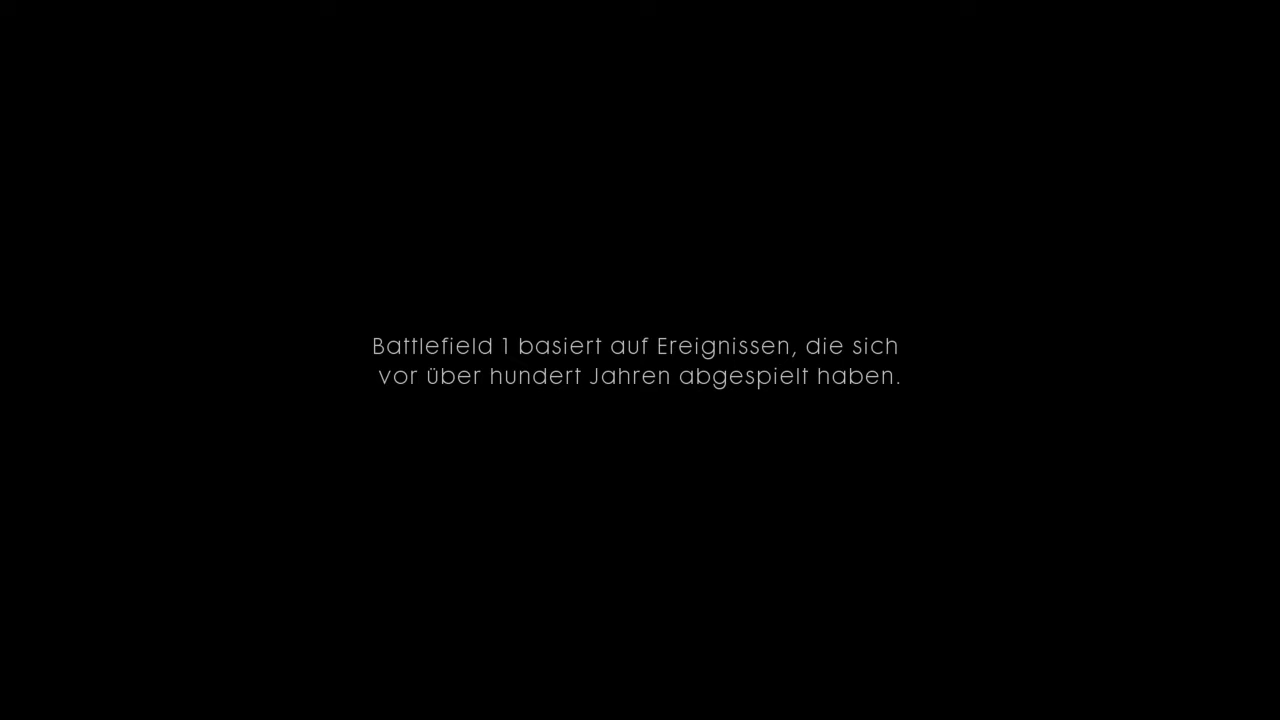 Battlefield 1 basiert auf Ereignissen, die sich
vor über hundert Jahren abgespielt haben.